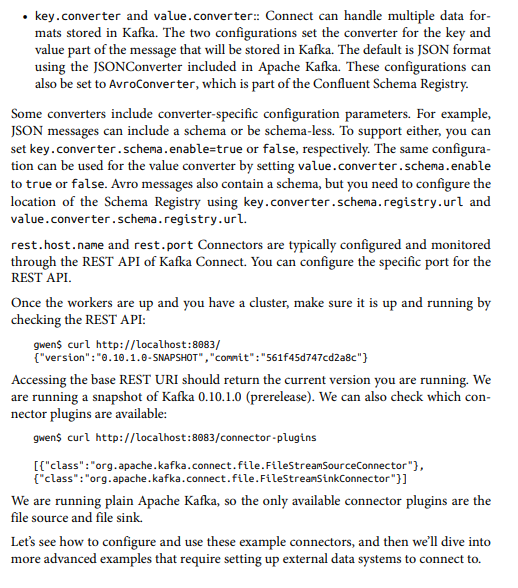 • key.converter and value.converter:: Connect can handle multiple data for-
mats stored in Kafka. The two configurations set the converter for the key and
value part of the message that will be stored in Kafka. The default is JSON format
using the JSONConverter included in Apache Kafka. These configurations can
also be set to AvroConverter, which is part of the Confluent Schema Registry.
Some converters include converter-specific configuration parameters. For example,
JSON messages can include a schema or be schema-less. To support either, you can
set key.converter.schema.enable=true or false, respectively. The same configura-
tion can be used for the value converter by setting value.converter.schema.enable
to true or false. Avro messages also contain a schema, but you need to configure the
location of the Schema Registry using key.converter.schema.registry.url and
value.converter.schema.registry.url.
rest.host.name and rest.port Connectors are typically configured and monitored
through the REST API of Kafka Connect. You can configure the specific port for the
REST API.
Once the workers are up and you have a cluster, make sure it is up and running by
checking the REST API:
gwen$ curl http://localhost:8083/
{"version":"0.10.1.0-SNAPSHOT","commit":"561f45d747cd2a8c"}
Accessing the base REST URI should return the current version you are running. We
are running a snapshot of Kafka 0.10.1.0 (prerelease). We can also check which con-
nector plugins are available:
gwen$ curl http://localhost:8083/connector-plugins
[{"class":"org.apache.kafka.connect.file.FileStreamSourceConnector"},
{"class":"org.apache.kafka.connect.file.FileStreamSinkConnector"}]
We are running plain Apache Kafka, so the only available connector plugins are the
file source and file sink.
Let's see how to configure and use these example connectors, and then we'll dive into
more advanced examples that require setting up external data systems to connect to.